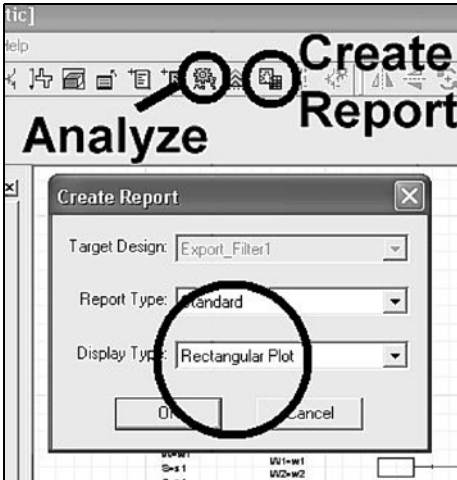 tic]
Help
Create
Report
Analyze
Create Report
Target Design: Export_Filter1
Report Type: Standard
Display Type: Rectangular Plot
Cancel
W=w1
W1=w1
S=s1
W2=w2